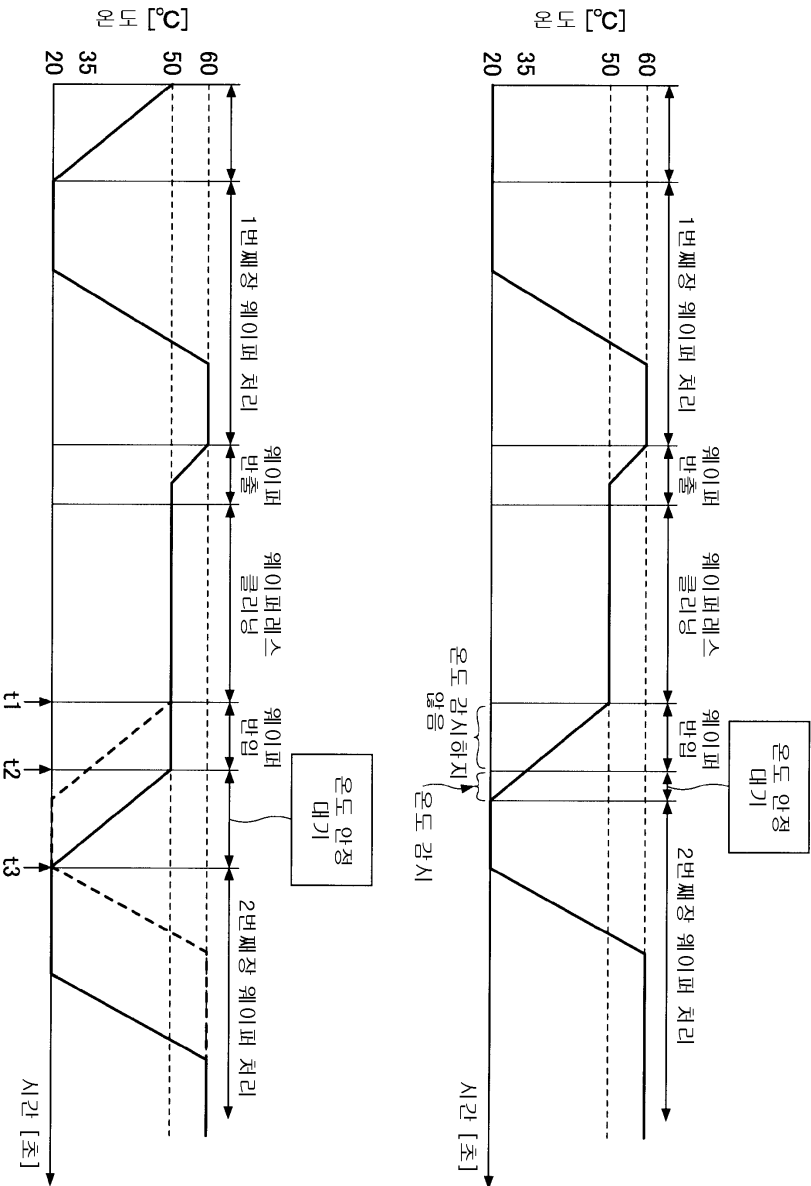 온도 안정
대기
1번째장 웨이퍼 처리
웨이퍼
반출
웨이퍼레스
클리닝
웨이퍼
반입
2번째장 웨이퍼 처리
온도 [℃]
60
50
35
20
온도 감시하지
않음
온도 감시
시간 [초]
온도 안정
대기
1번째장 웨이퍼 처리
웨이퍼
반출
웨이퍼레스
클리닝
웨이퍼
반입
2번째장 웨이퍼 처리
온도 [℃]
60
50
35
20
t1
t2
t3
시간 [초]